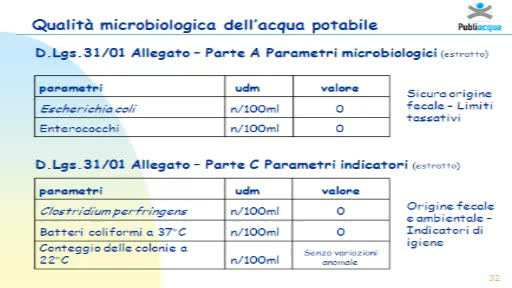 Qualità microbiologica dell'acqua potabile
Publiacqua
D.Lgs.31/01 Allegato – Parte A Parametri microbiologici (estratto)
parametri udm valore
Escherichia coli n/100ml 0
Enterococchi n/100ml 0
Sicura origine
fecale – Limiti
tassativi
D.Lgs.31/01 Allegato – Parte C Parametri indicatori (estratto)
parametri udm valore
Clostridium perfringens n/100ml 0
Batteri coliformi a 37°C n/100ml 0
Conteggio delle colonie a
22°C n/100ml Senza variazioni
anomale
Origine fecale
e ambientale –
Indicatori di
igiene
32